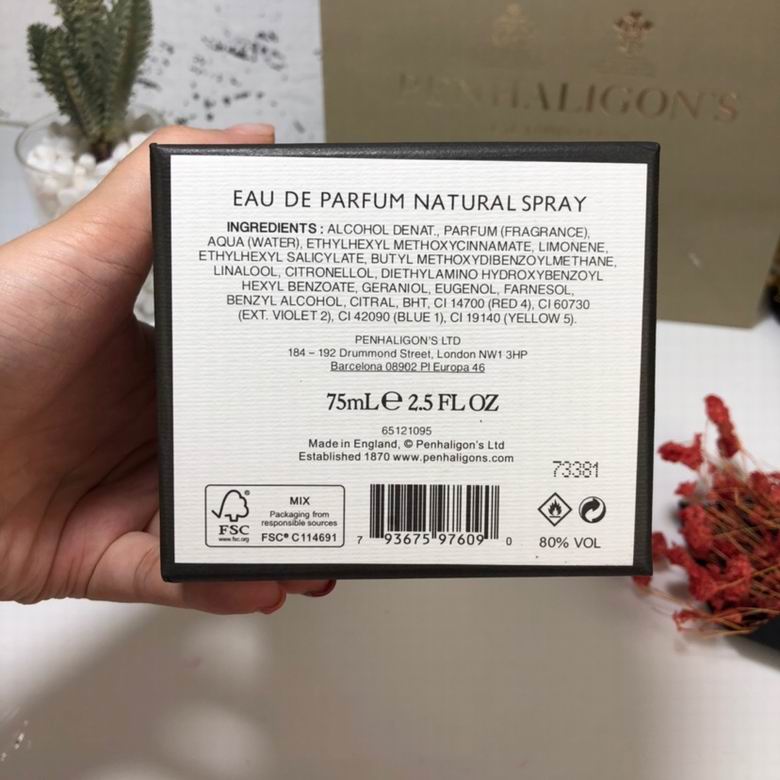 PENHALIGON'S
EAU DE PARFUM NATURAL SPRAY
INGREDIENTS : ALCOHOL DENAT., PARFUM (FRAGRANCE),
AQUA (WATER), ETHYLHEXYL METHOXYCINNAMATE, LIMONENE,
ETHYLHEXYL SALICYLATE, BUTYL METHOXYDIBENZOYLMETHANE,
LINALOOL, CITRONELLOL, DIETHYLAMINO HYDROXYBENZOYL
HEXYL BENZOATE, GERANIOL, EUGENOL, FARNESOL,
BENZYL ALCOHOL, CITRAL, BHT, CI 14700 (RED 4), CI 60730
(EXT. VIOLET 2), CI 42090 (BLUE 1), CI 19140 (YELLOW 5).
PENHALIGON'S LTD
184 – 192 Drummond Street, London NW1 3HP
Barcelona 08902 Pl Europa 46
75mL e 2.5 FL OZ
65121095
Made in England, © Penhaligon's Ltd
Established 1870 www.penhaligons.com
73381
FSC
www.fsc.org
MIX
Packaging from
responsible sources
FSC® C114691
7 93675 97609 0
80% VOL